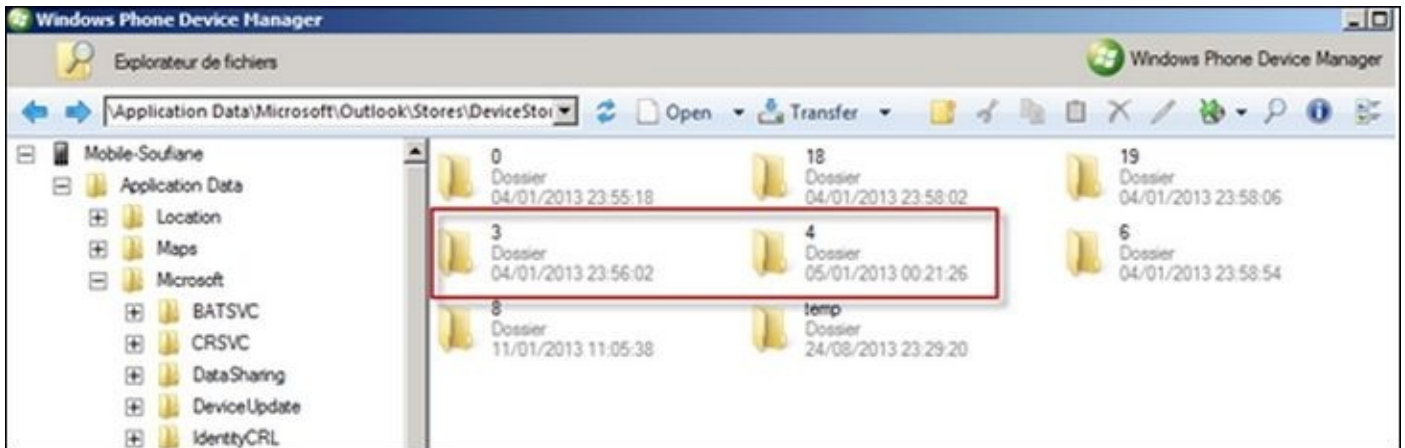 Windows Phone Device Manager
Explorateur de fichiers
Windows Phone Device Manager
\Application Data\Microsoft\Outlook\Stores\DeviceStor
Open
Transfer
Mobile-Soufiane
Application Data
Location
Maps
Microsoft
BATSVC
CRSVC
DataSharing
DeviceUpdate
IdentityCRL
0
Dossier
04/01/2013 23:55:18
18
Dossier
04/01/2013 23:58:02
19
Dossier
04/01/2013 23:58:06
3
Dossier
04/01/2013 23:56:02
4
Dossier
05/01/2013 00:21:26
6
Dossier
04/01/2013 23:58:54
8
Dossier
11/01/2013 11:05:38
temp
Dossier
24/08/2013 23:29:20